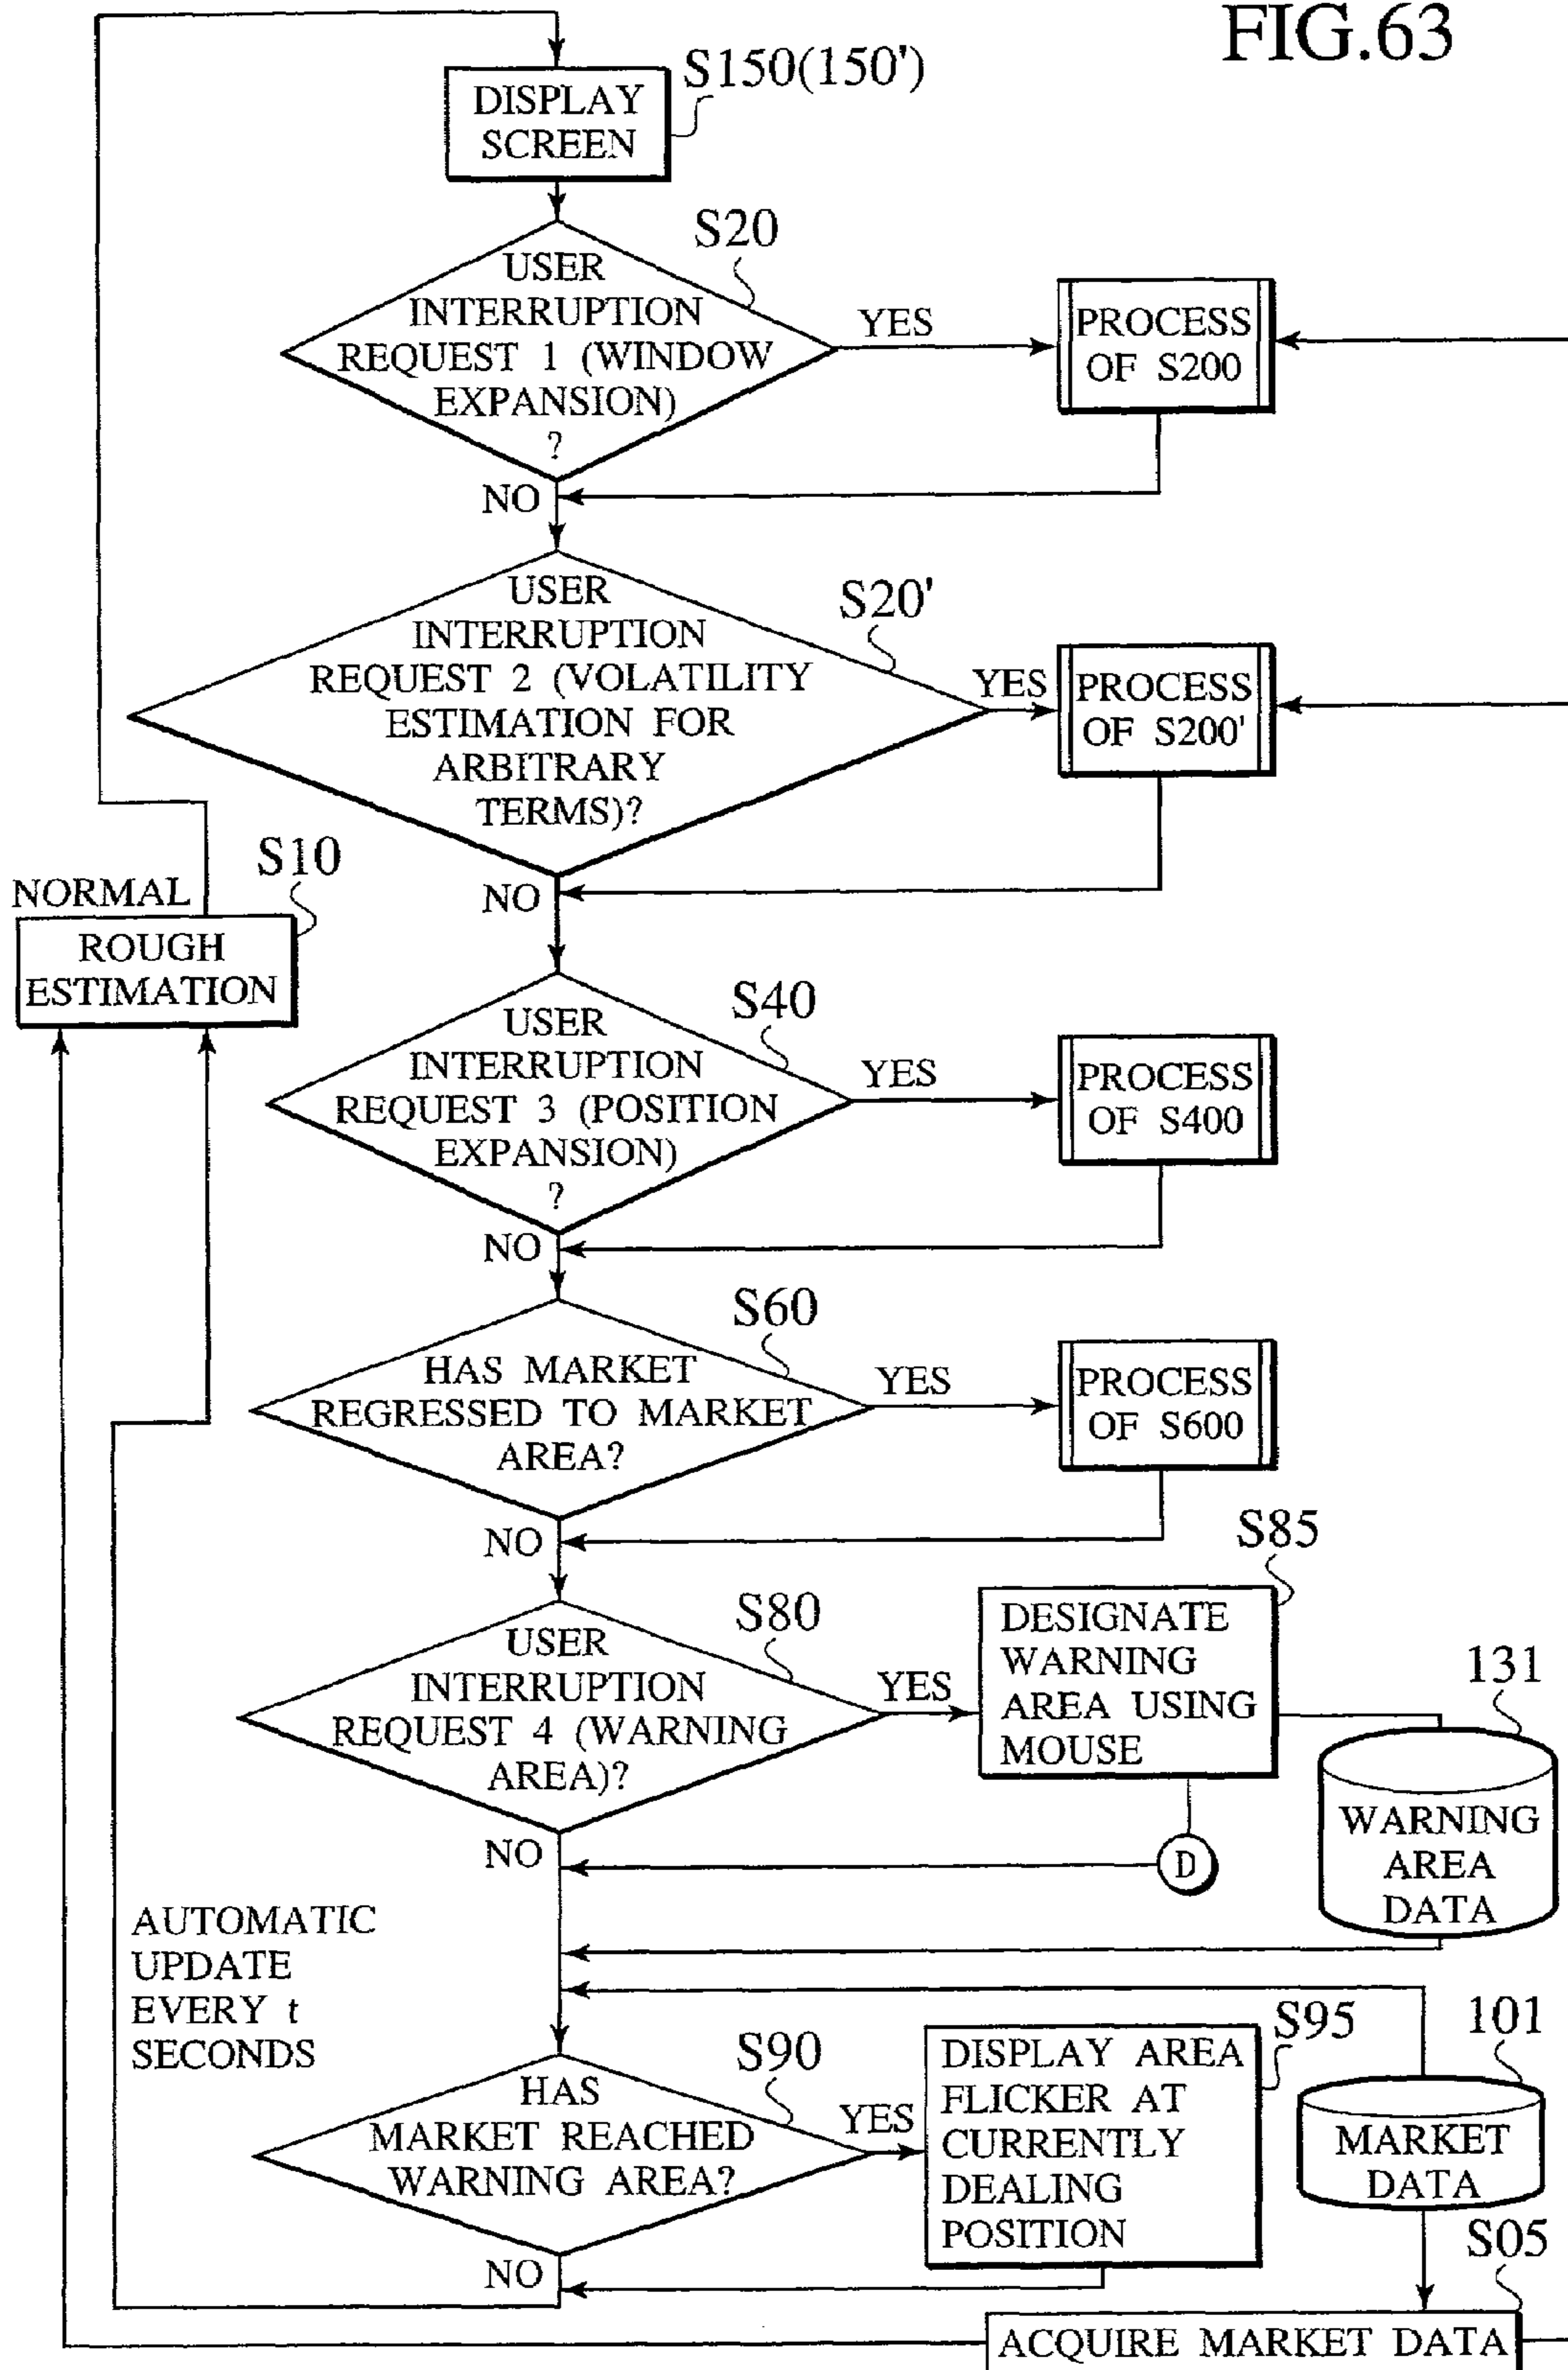 FIG.63
S150(150')
DISPLAY
SCREEN
S20
USER
INTERRUPTION
REQUEST 1 (WINDOW
EXPANSION)
?
YES
PROCESS
OF S200
NO
S20'
USER
INTERRUPTION
REQUEST 2 (VOLATILITY
ESTIMATION FOR
ARBITRARY
TERMS)?
YES
PROCESS
OF S200'
NO
S10
NORMAL
ROUGH
ESTIMATION
S40
USER
INTERRUPTION
REQUEST 3 (POSITION
EXPANSION)
?
YES
PROCESS
OF S400
NO
S60
HAS MARKET
REGRESSED TO MARKET
AREA?
YES
PROCESS
OF S600
NO
S80
USER
INTERRUPTION
REQUEST 4 (WARNING
AREA)?
YES
S85
DESIGNATE
WARNING
AREA USING
MOUSE
131
WARNING
AREA
DATA
NO
D
AUTOMATIC
UPDATE
EVERY t
SECONDS
S90
HAS
MARKET REACHED
WARNING AREA?
YES
S95
DISPLAY AREA
FLICKER AT
CURRENTLY
DEALING
POSITION
101
MARKET
DATA
NO
S05
ACQUIRE MARKET DATA